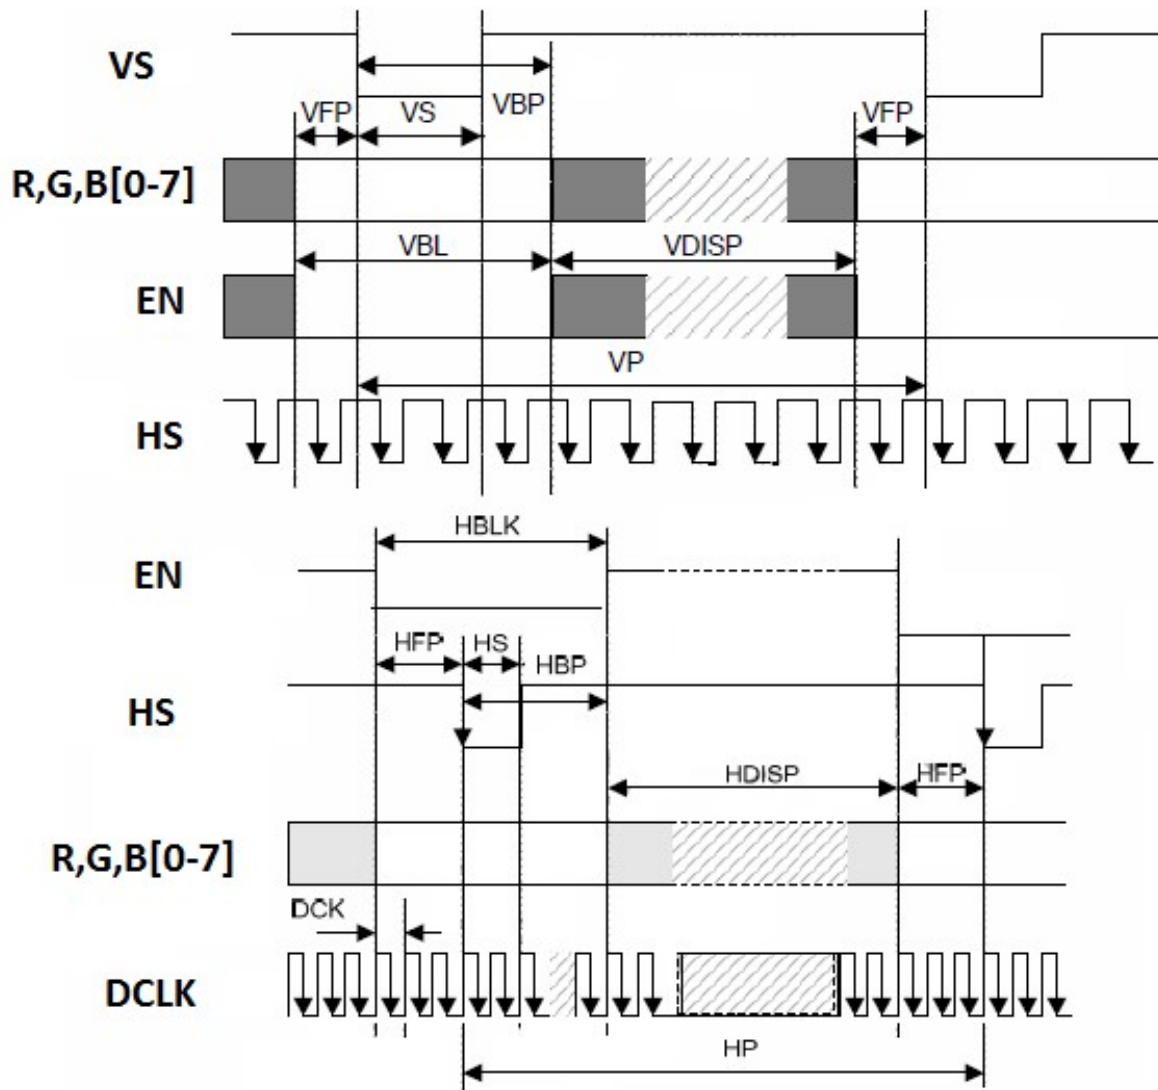 VS
VFP VS VBP VFP
R,G,B[0-7]
VBL VDISP
EN
VP
HS
HBLK
EN
HFP HS HBP
HS
HDISP HFP
R,G,B[0-7]
DCK
DCLK
HP